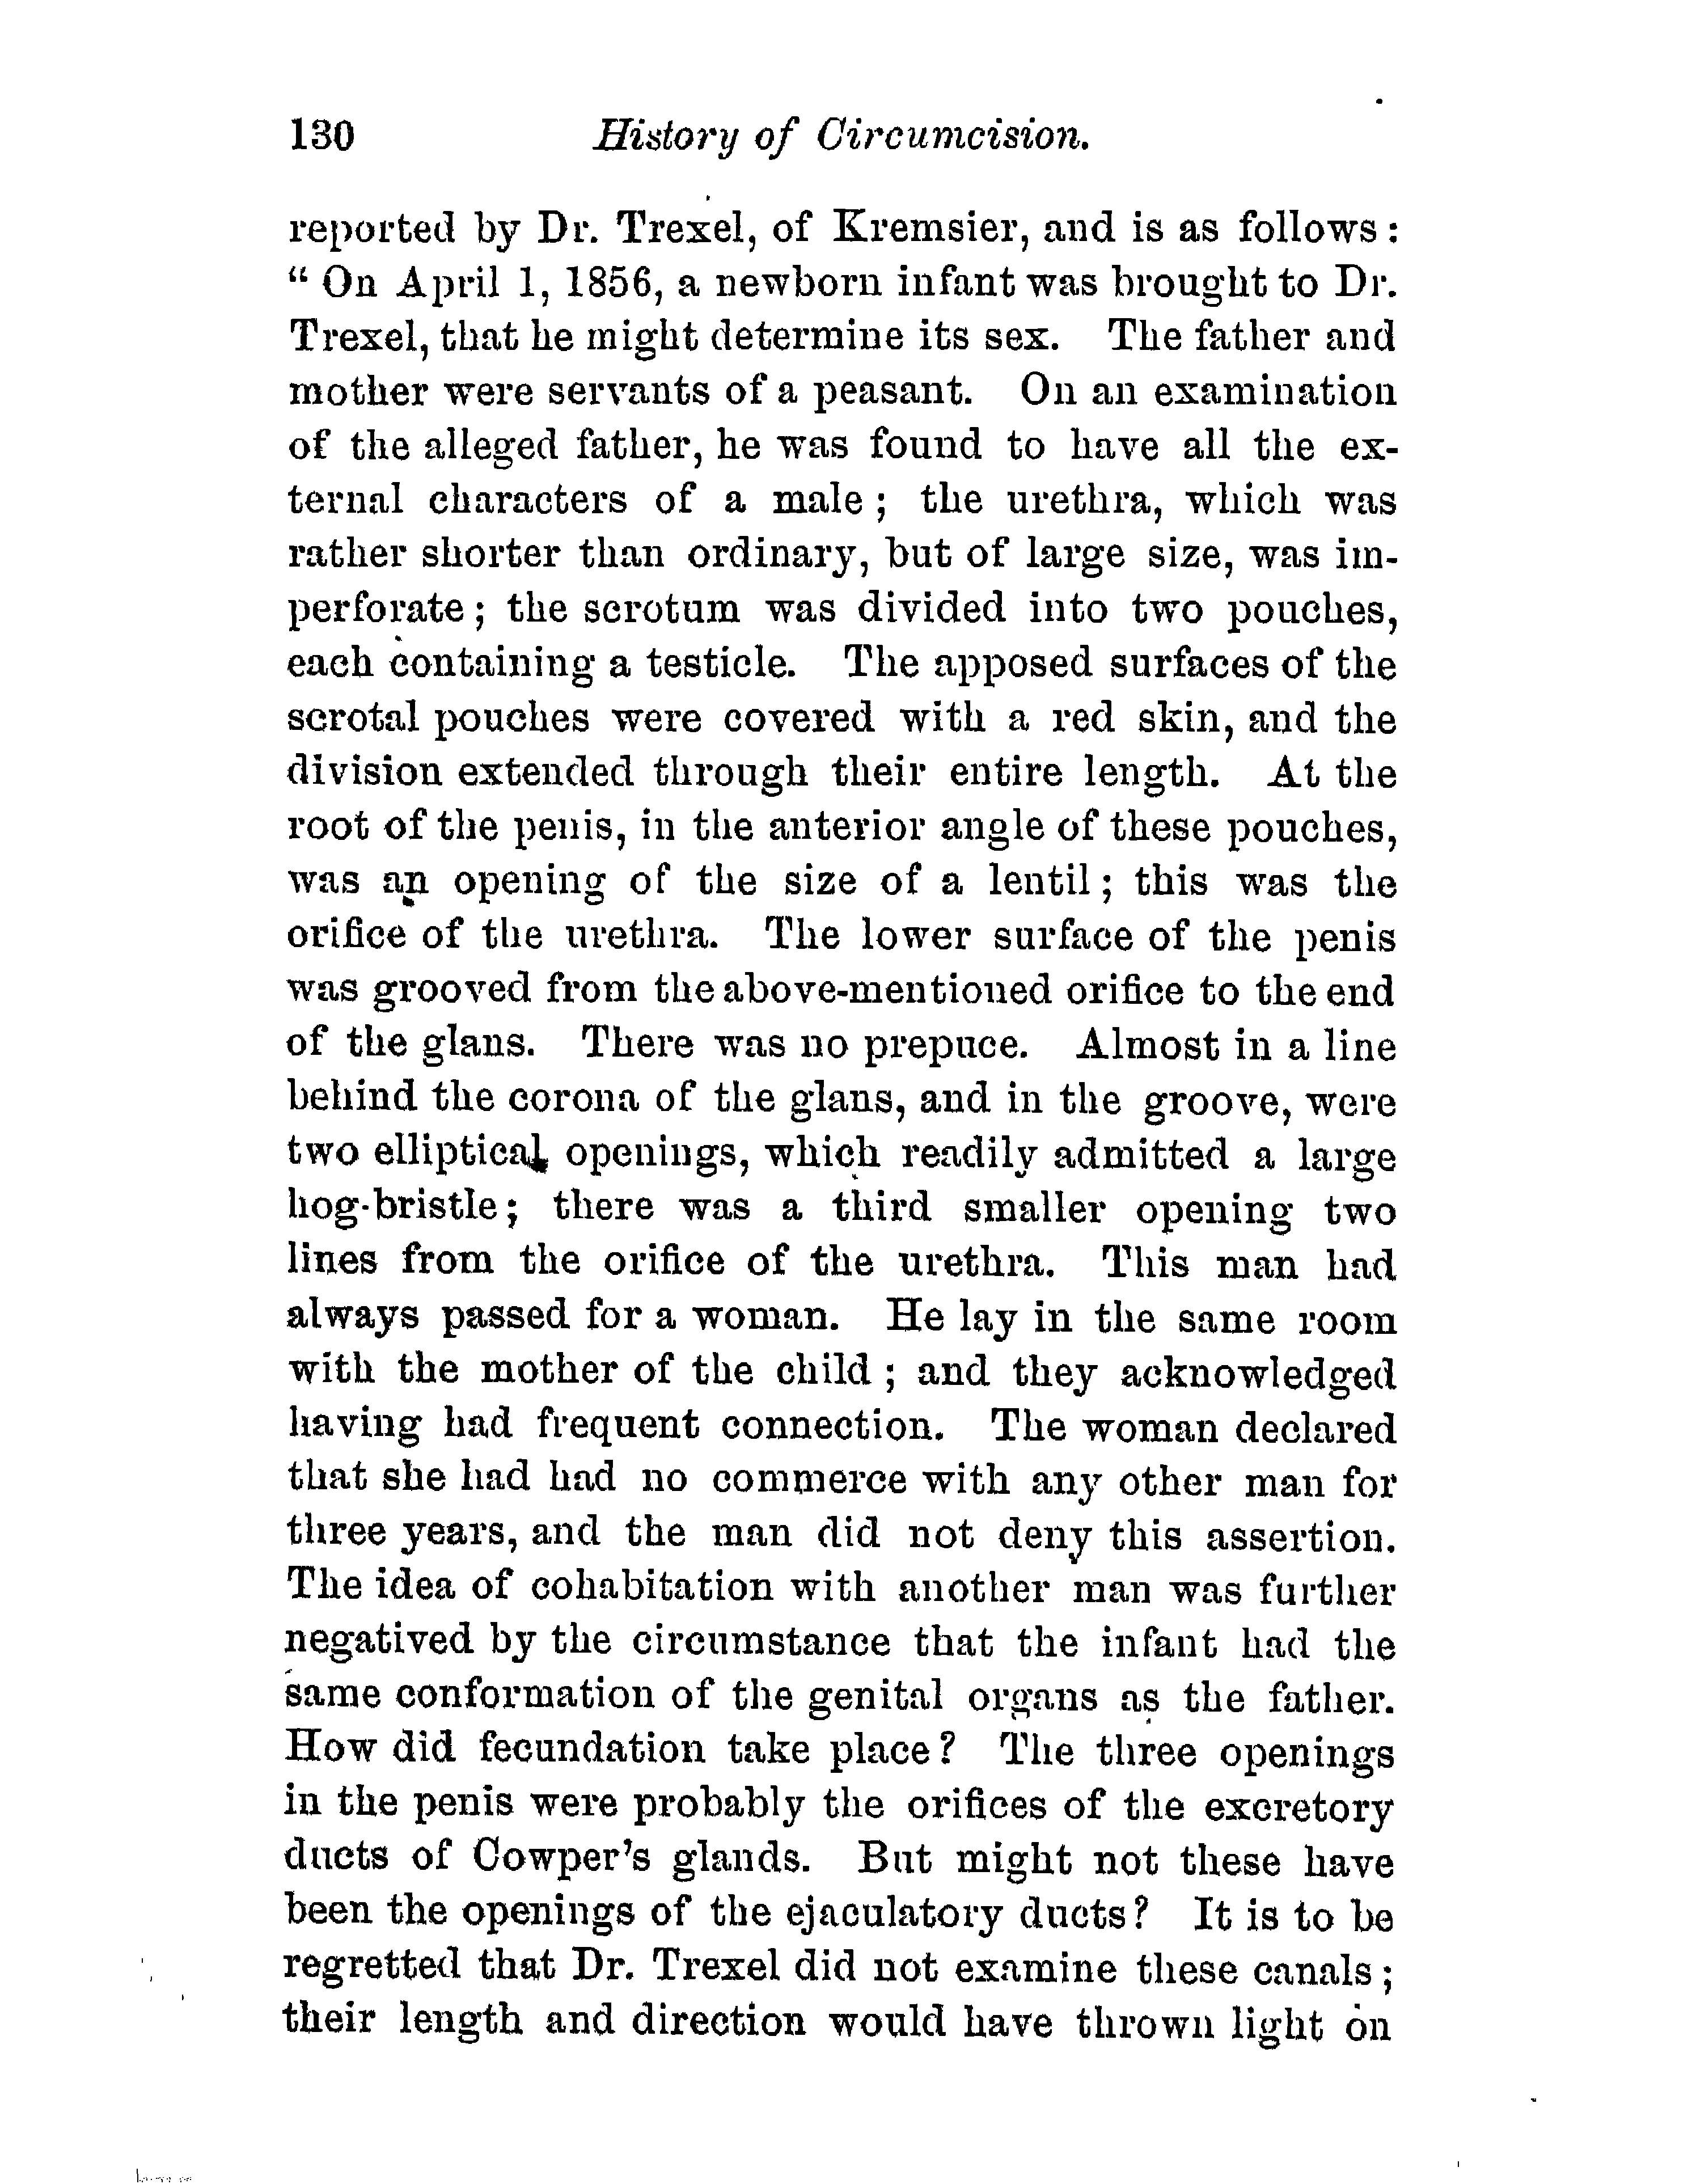 130 History of Circumcision.
reported by Dr. Trexel, of Kremsier, and is as follows :
“ On April 1, 1856, a newborn infant was brought to Dr.
Trexel, that he might determine its sex. The father and
mother were servants of a peasant. On an examination
of the alleged father, he was found to have all the ex-
ternal characters of a male ; the urethra, which was
rather shorter than ordinary, but of large size, was im-
perforate ; the scrotum was divided into two pouches,
each containing a testicle. The apposed surfaces of the
scrotal pouches were covered with a red skin, and the
division extended through their entire length. At the
root of the penis, in the anterior angle of these pouches,
was an opening of the size of a lentil ; this was the
orifice of the urethra. The lower surface of the penis
was grooved from the above-mentioned orifice to the end
of the glans. There was no prepuce. Almost in a line
behind the corona of the glans, and in the groove, were
two elliptical openings, which readily admitted a large
hog-bristle ; there was a third smaller opening two
lines from the orifice of the urethra. This man had
always passed for a woman. He lay in the same room
with the mother of the child ; and they acknowledged
having had frequent connection. The woman declared
that she had had no commerce with any other man for
three years, and the man did not deny this assertion.
The idea of cohabitation with another man was further
negatived by the circumstance that the infant had the
same conformation of the genital organs as the father.
How did fecundation take place ? The three openings
in the penis were probably the orifices of the excretory
ducts of Cowper’s glands. But might not these have
been the openings of the ejaculatory ducts ? It is to be
regretted that Dr. Trexel did not examine these canals ;
their length and direction would have thrown light on